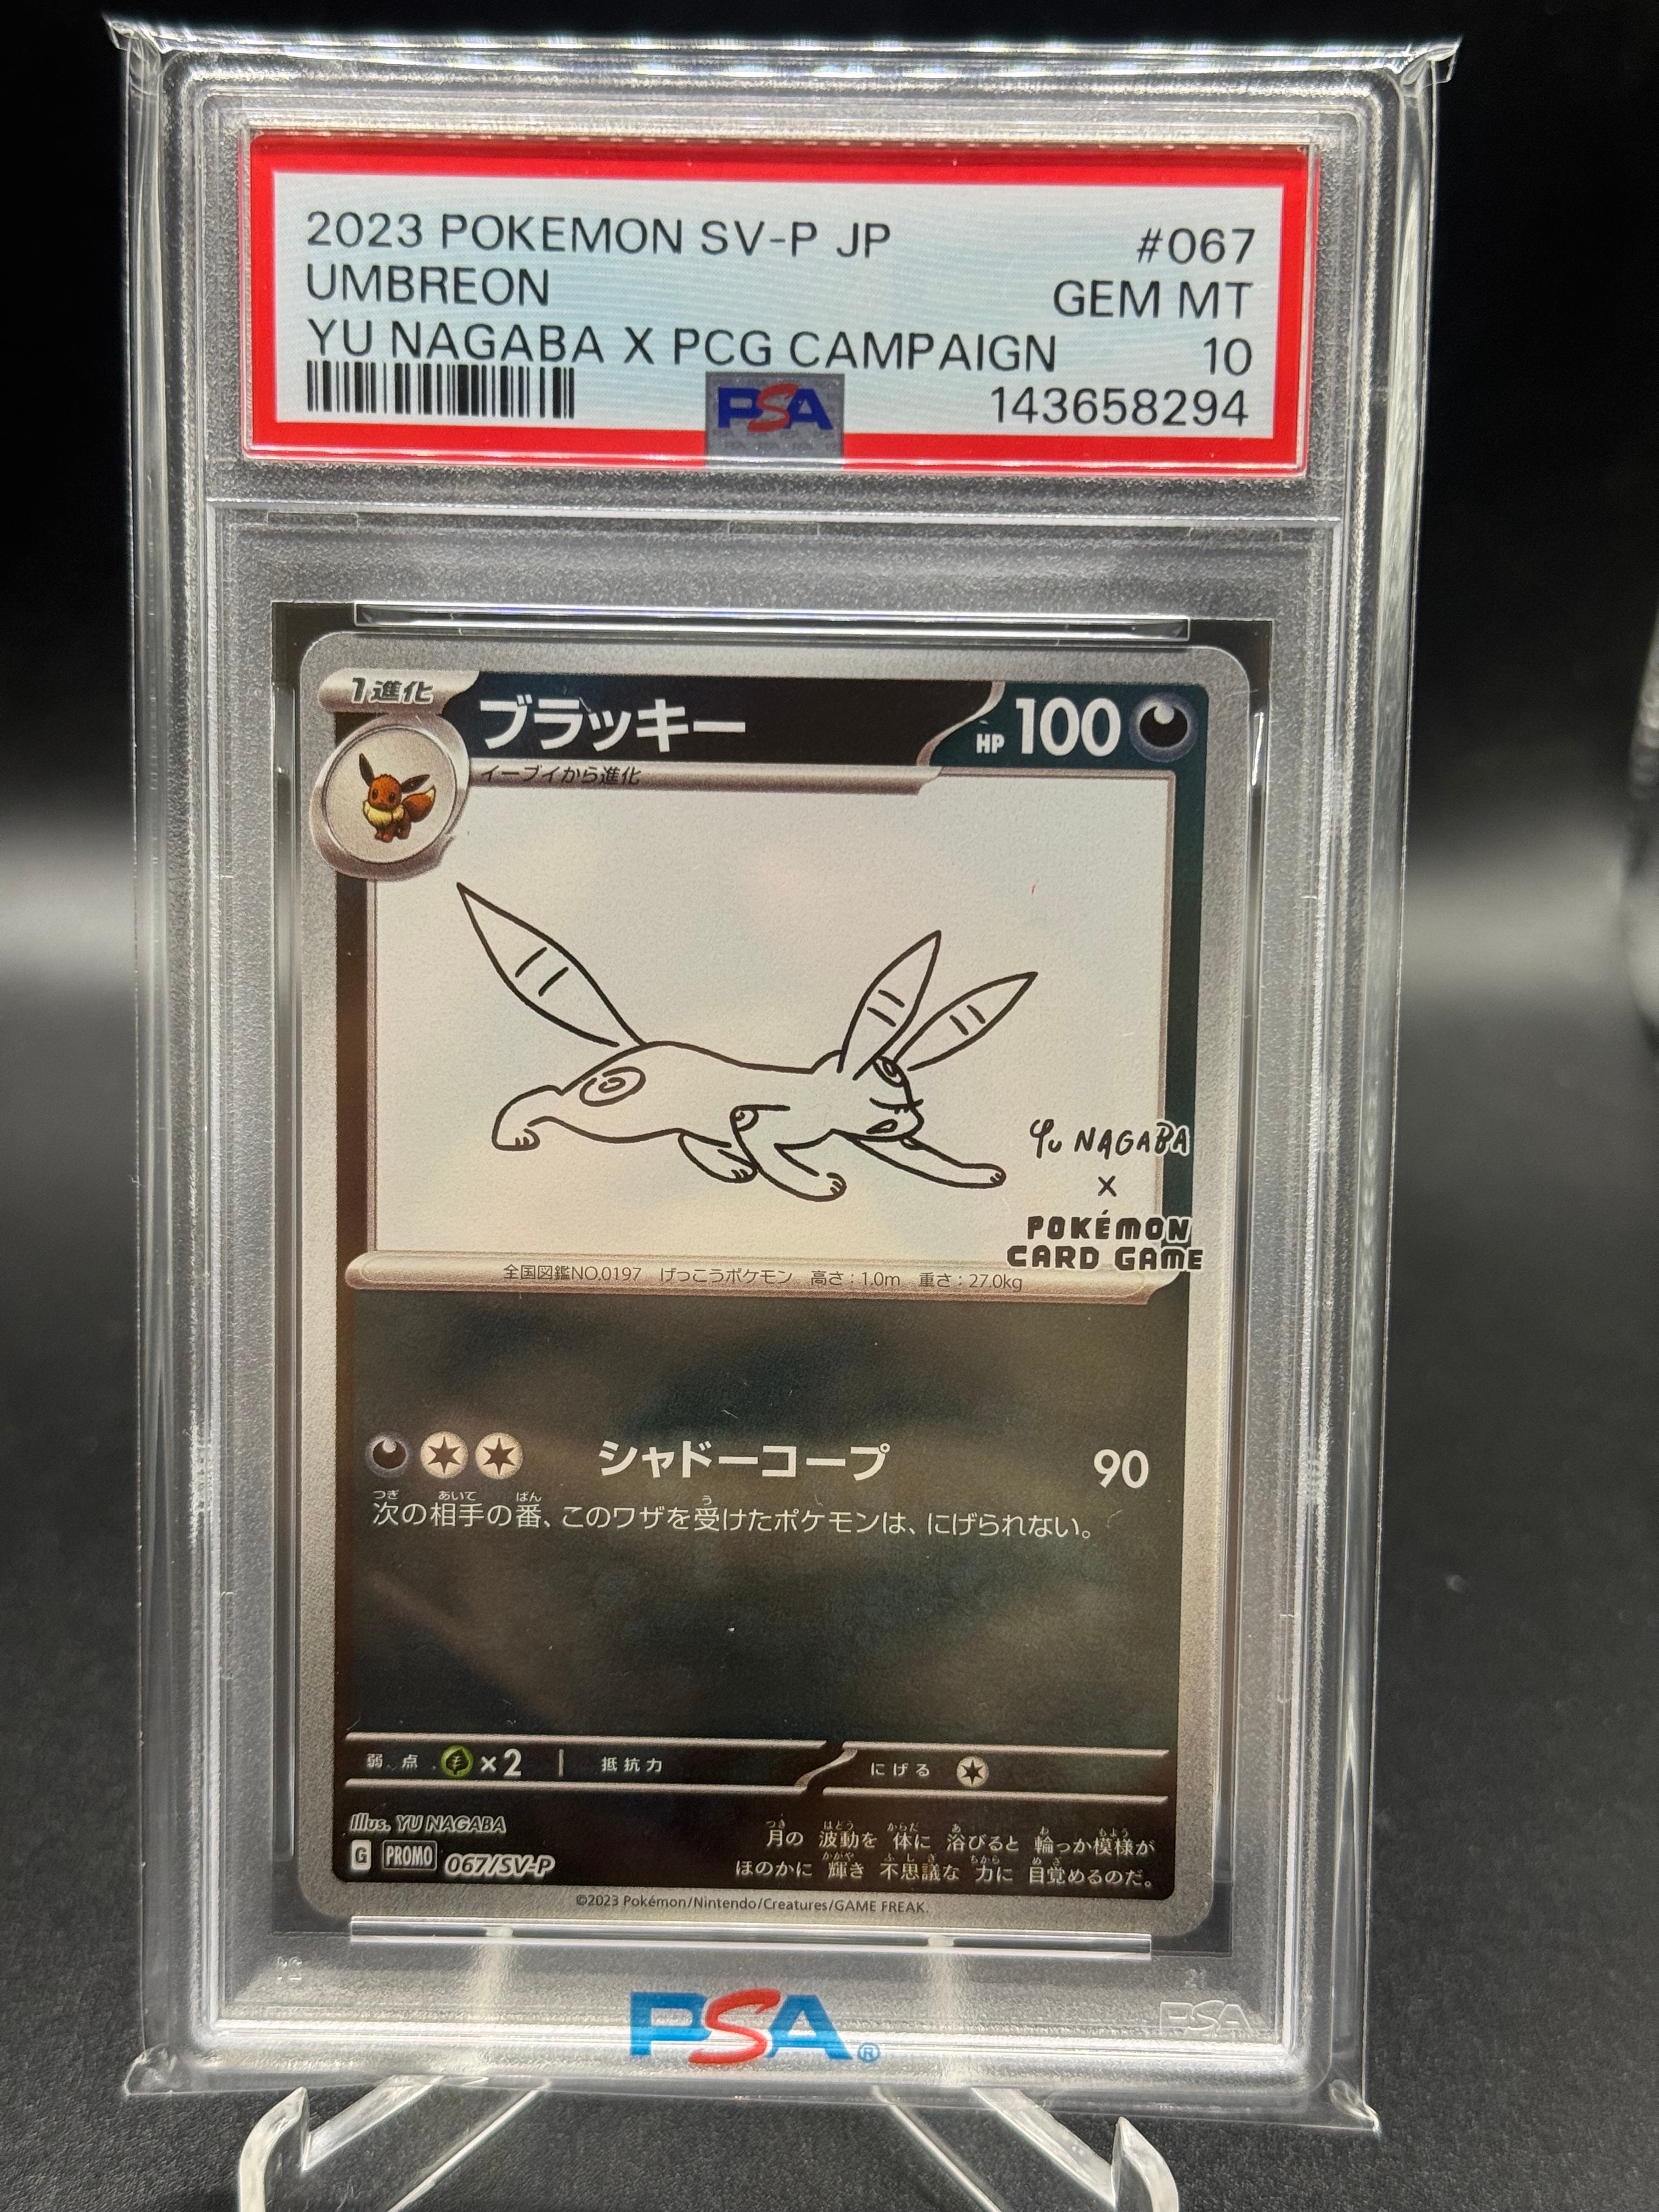 2023 POKEMON SV-P JP #067
UMBREON GEM MT
YU NAGABA X PCG CAMPAIGN 10
PSA 143658294
1進化 ブラッキー HP 100
イーブイから進化
YU NAGABA
X
POKÉMON
CARD GAME
全国図鑑NO.0197 げっこうポケモン 高さ:1.0m 重さ:27.0kg
シャドーコープ 90
次の相手の番、このワザを受けたポケモンは、にげられない。
弱点 ×2 抵抗力 にげる
Illus. YU NAGABA
G PROMO 067/SV-P
月の 波動を 体に 浴びると 輪っか模様が
ほのかに 輝き 不思議な 力に 目覚めるのだ。
©2023 Pokémon/Nintendo/Creatures/GAME FREAK.
PSA®
PSA